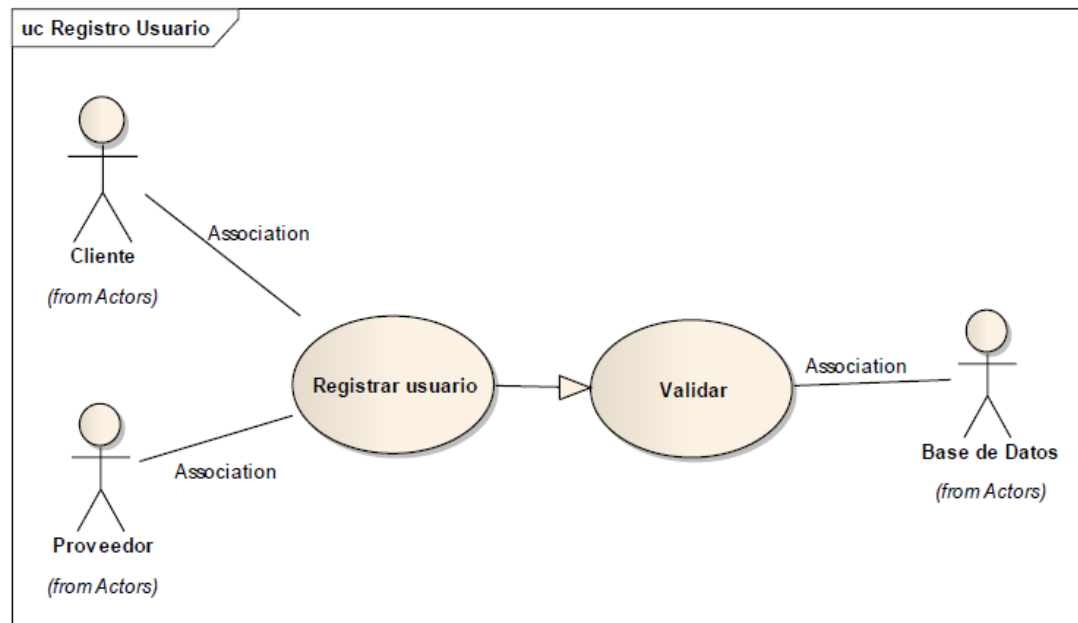 uc Registro Usuario
Cliente
(from Actors)
Association
Registrar usuario
Validar
Association
Base de Datos
(from Actors)
Association
Proveedor
(from Actors)